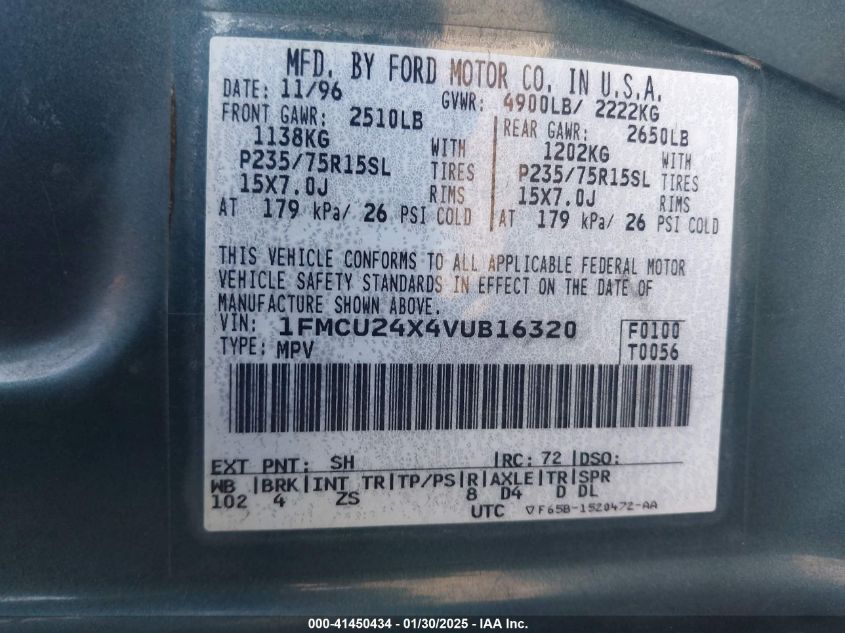 MFD. BY FORD MOTOR CO. IN U.S.A.
DATE: 11/96 GVWR: 4900LB/ 2222KG
FRONT GAWR: 2510LB REAR GAWR: 2650LB
1138KG WITH 1202KG WITH
P235/75R15SL TIRES P235/75R15SL TIRES
15X7.0J RIMS 15X7.0J RIMS
AT 179 kPa/ 26 PSI COLD AT 179 kPa/ 26 PSI COLD
THIS VEHICLE CONFORMS TO ALL APPLICABLE FEDERAL MOTOR
VEHICLE SAFETY STANDARDS IN EFFECT ON THE DATE OF
MANUFACTURE SHOWN ABOVE.
VIN: 1FMCU24X4VUB16320 F0100
TYPE: MPV T0056
EXT PNT: SH RC: 72 DSO:
WB BRK INT TR TP/PS R AXLE TR SPR
102 4 ZS 8 D4 D DL
UTC ▽F65B-1520472-AA
000-41450434 - 01/30/2025 - IAA Inc.